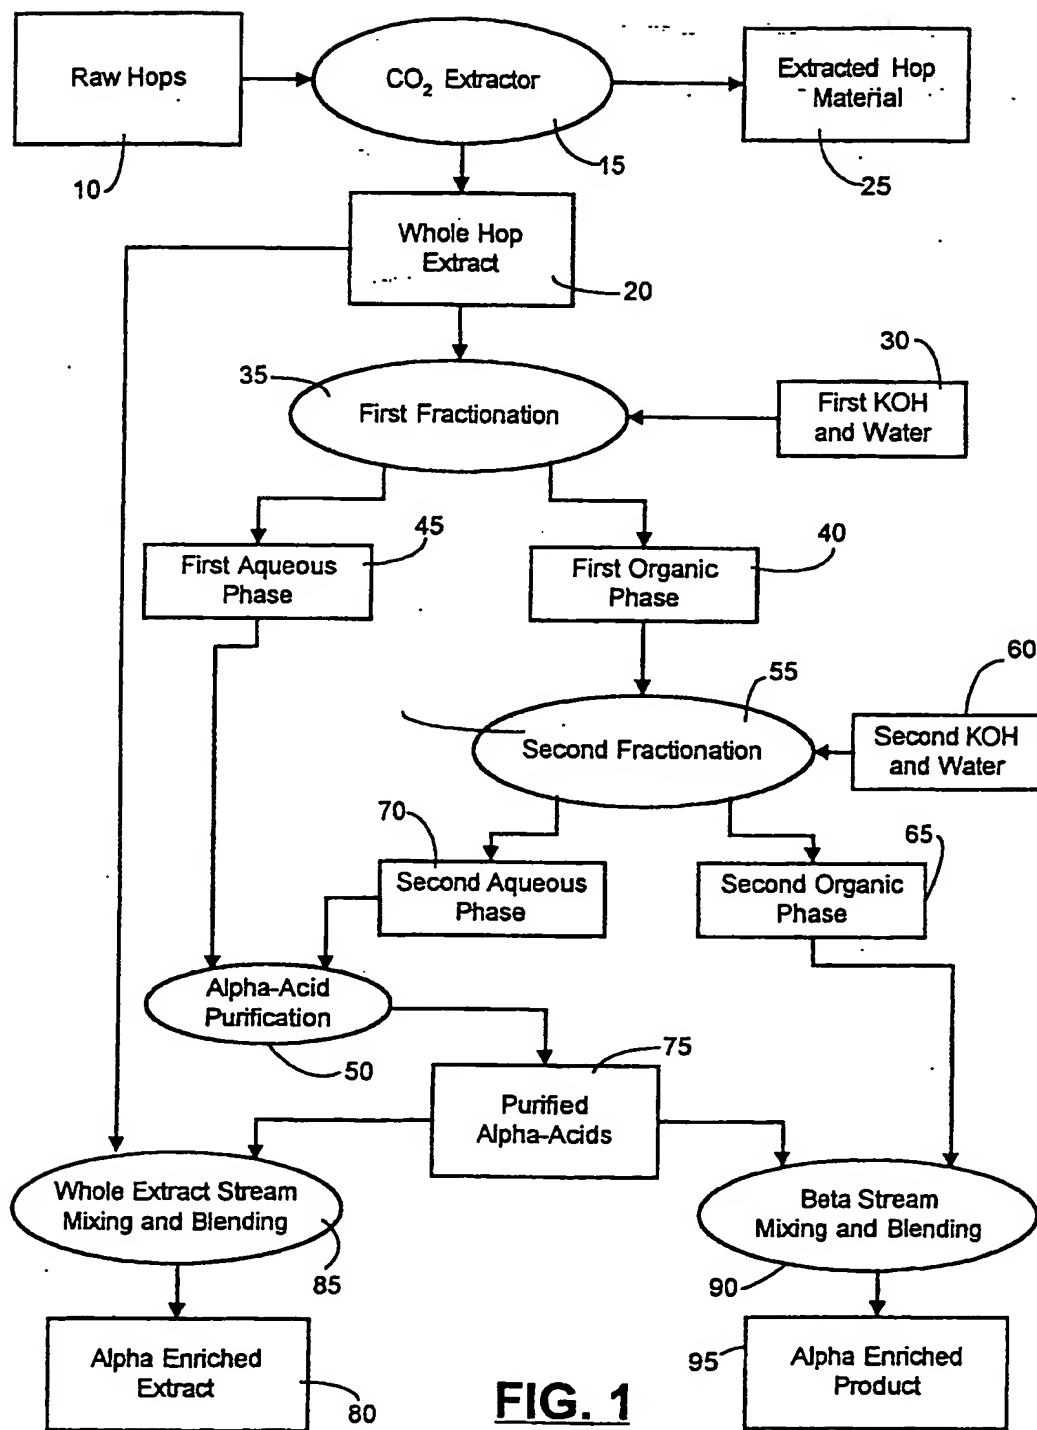 Raw Hops
10
CO₂ Extractor
15
Extracted Hop
Material
25
Whole Hop
Extract
20
35
First Fractionation
30
First KOH
and Water
45
First Aqueous
Phase
40
First Organic
Phase
55
Second Fractionation
60
Second KOH
and Water
70
Second Aqueous
Phase
65
Second Organic
Phase
Alpha-Acid
Purification
50
75
Purified
Alpha-Acids
Whole Extract Stream
Mixing and Blending
85
Beta Stream
Mixing and Blending
90
Alpha Enriched
Extract
80
95
Alpha Enriched
Product
FIG. 1